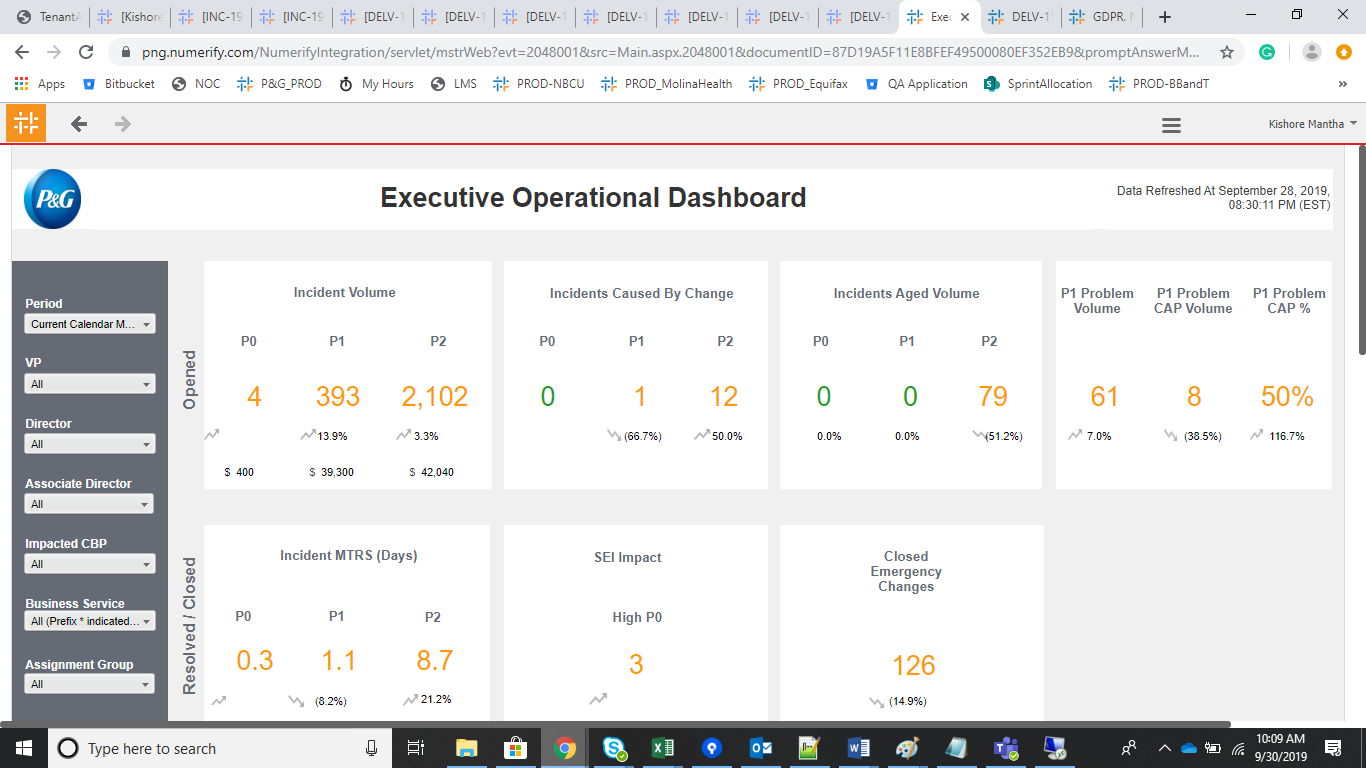 TenantA
[Kishore
[INC-19
[INC-19
[DELV-1
[DELV-1
[DELV-1
[DELV-1
[DELV-1
[DELV-1
[DELV-1
Exec
DELV-1
GDPR.
png.numerify.com/NumerifyIntegration/servlet/mstrWeb?evt=2048001&src=Main.aspx.2048001&documentID=87D19A5F11E8BFEF49500080EF352EB9&promptAnswerM...
Apps
Bitbucket
NOC
P&G_PROD
My Hours
LMS
PROD-NBCU
PROD_MolinaHealth
PROD_Equifax
QA Application
SprintAllocation
PROD-BBandT
»
Kishore Mantha
P&G
Executive Operational Dashboard
Data Refreshed At September 28, 2019,
08:30:11 PM (EST)
Period
Current Calendar M...
VP
All
Director
All
Associate Director
All
Impacted CBP
All
Business Service
All (Prefix * indicated...
Assignment Group
All
Opened
Incident Volume
P0 P1 P2
4 393 2,102
13.9% 3.3%
$ 400 $ 39,300 $ 42,040
Incidents Caused By Change
P0 P1 P2
0 1 12
(66.7%) 50.0%
Incidents Aged Volume
P0 P1 P2
0 0 79
0.0% 0.0% (51.2%)
P1 Problem
Volume
61
7.0%
P1 Problem
CAP Volume
8
(38.5%)
P1 Problem
CAP %
50%
116.7%
Resolved / Closed
Incident MTRS (Days)
P0 P1 P2
0.3 1.1 8.7
(8.2%) 21.2%
SEI Impact
High P0
3
Closed
Emergency
Changes
126
(14.9%)
Type here to search
10:09 AM
9/30/2019